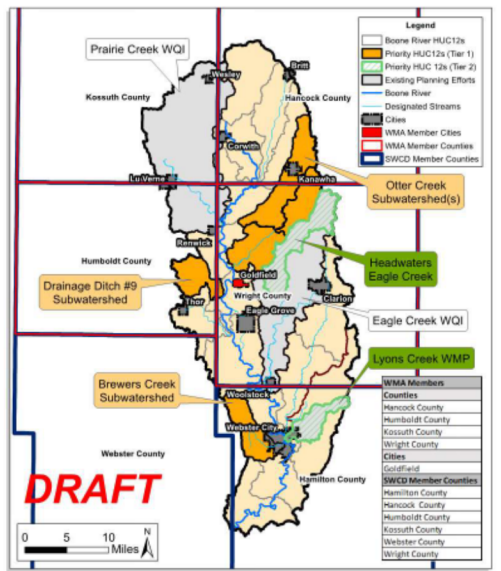 Prairie Creek WQI
Kossuth County
Wesley
Britt
Hancock County
Legend
Boone River HUC12s
Priority HUC12s (Tier 1)
Priority HUC 12s (Tier 2)
Existing Planning Efforts
Boone River
Designated Streams
Cities
WMA Member Cities
WMA Member Counties
SWCD Member Counties
Corwith
Lu Verne
Kanawha
Otter Creek
Subwatershed(s)
Renwick
Humboldt County
Goldfield
Headwaters
Eagle Creek
Drainage Ditch #9
Subwatershed
Wright County
Clarion
Thor
Eagle Grove
Eagle Creek WQI
Lyons Creek WMP
Brewers Creek
Subwatershed
Woolstock
Webster City
Webster County
Hamilton County
WMA Members
Counties
Hancock County
Humboldt County
Kossuth County
Wright County
Cities
Goldfield
SWCD Member Counties
Hamilton County
Hancock County
Humboldt County
Kossuth County
Webster County
Wright County
DRAFT
N
0 5 10
Miles